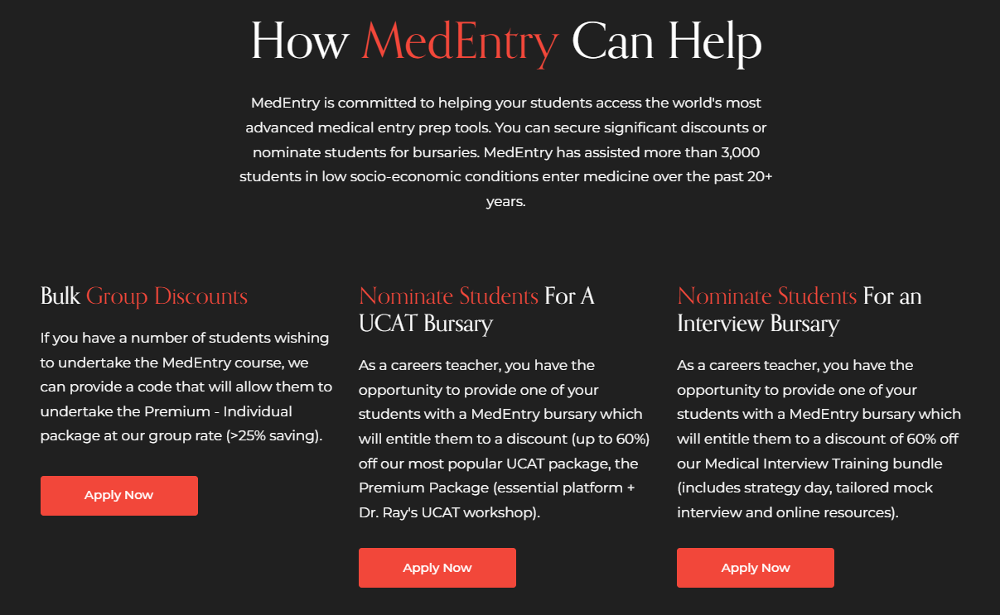 How MedEntry Can Help
MedEntry is committed to helping your students access the world's most
advanced medical entry prep tools. You can secure significant discounts or
nominate students for bursaries. MedEntry has assisted more than 3,000
students in low socio-economic conditions enter medicine over the past 20+
years.
Bulk Group Discounts
If you have a number of students wishing
to undertake the MedEntry course, we
can provide a code that will allow them to
undertake the Premium - Individual
package at our group rate (>25% saving).
Apply Now
Nominate Students For A
UCAT Bursary
As a careers teacher, you have the
opportunity to provide one of your
students with a MedEntry bursary which
will entitle them to a discount (up to 60%)
off our most popular UCAT package, the
Premium Package (essential platform +
Dr. Ray's UCAT workshop).
Apply Now
Nominate Students For an
Interview Bursary
As a careers teacher, you have the
opportunity to provide one of your
students with a MedEntry bursary which
will entitle them to a discount of 60% off
our Medical Interview Training bundle
(includes strategy day, tailored mock
interview and online resources).
Apply Now